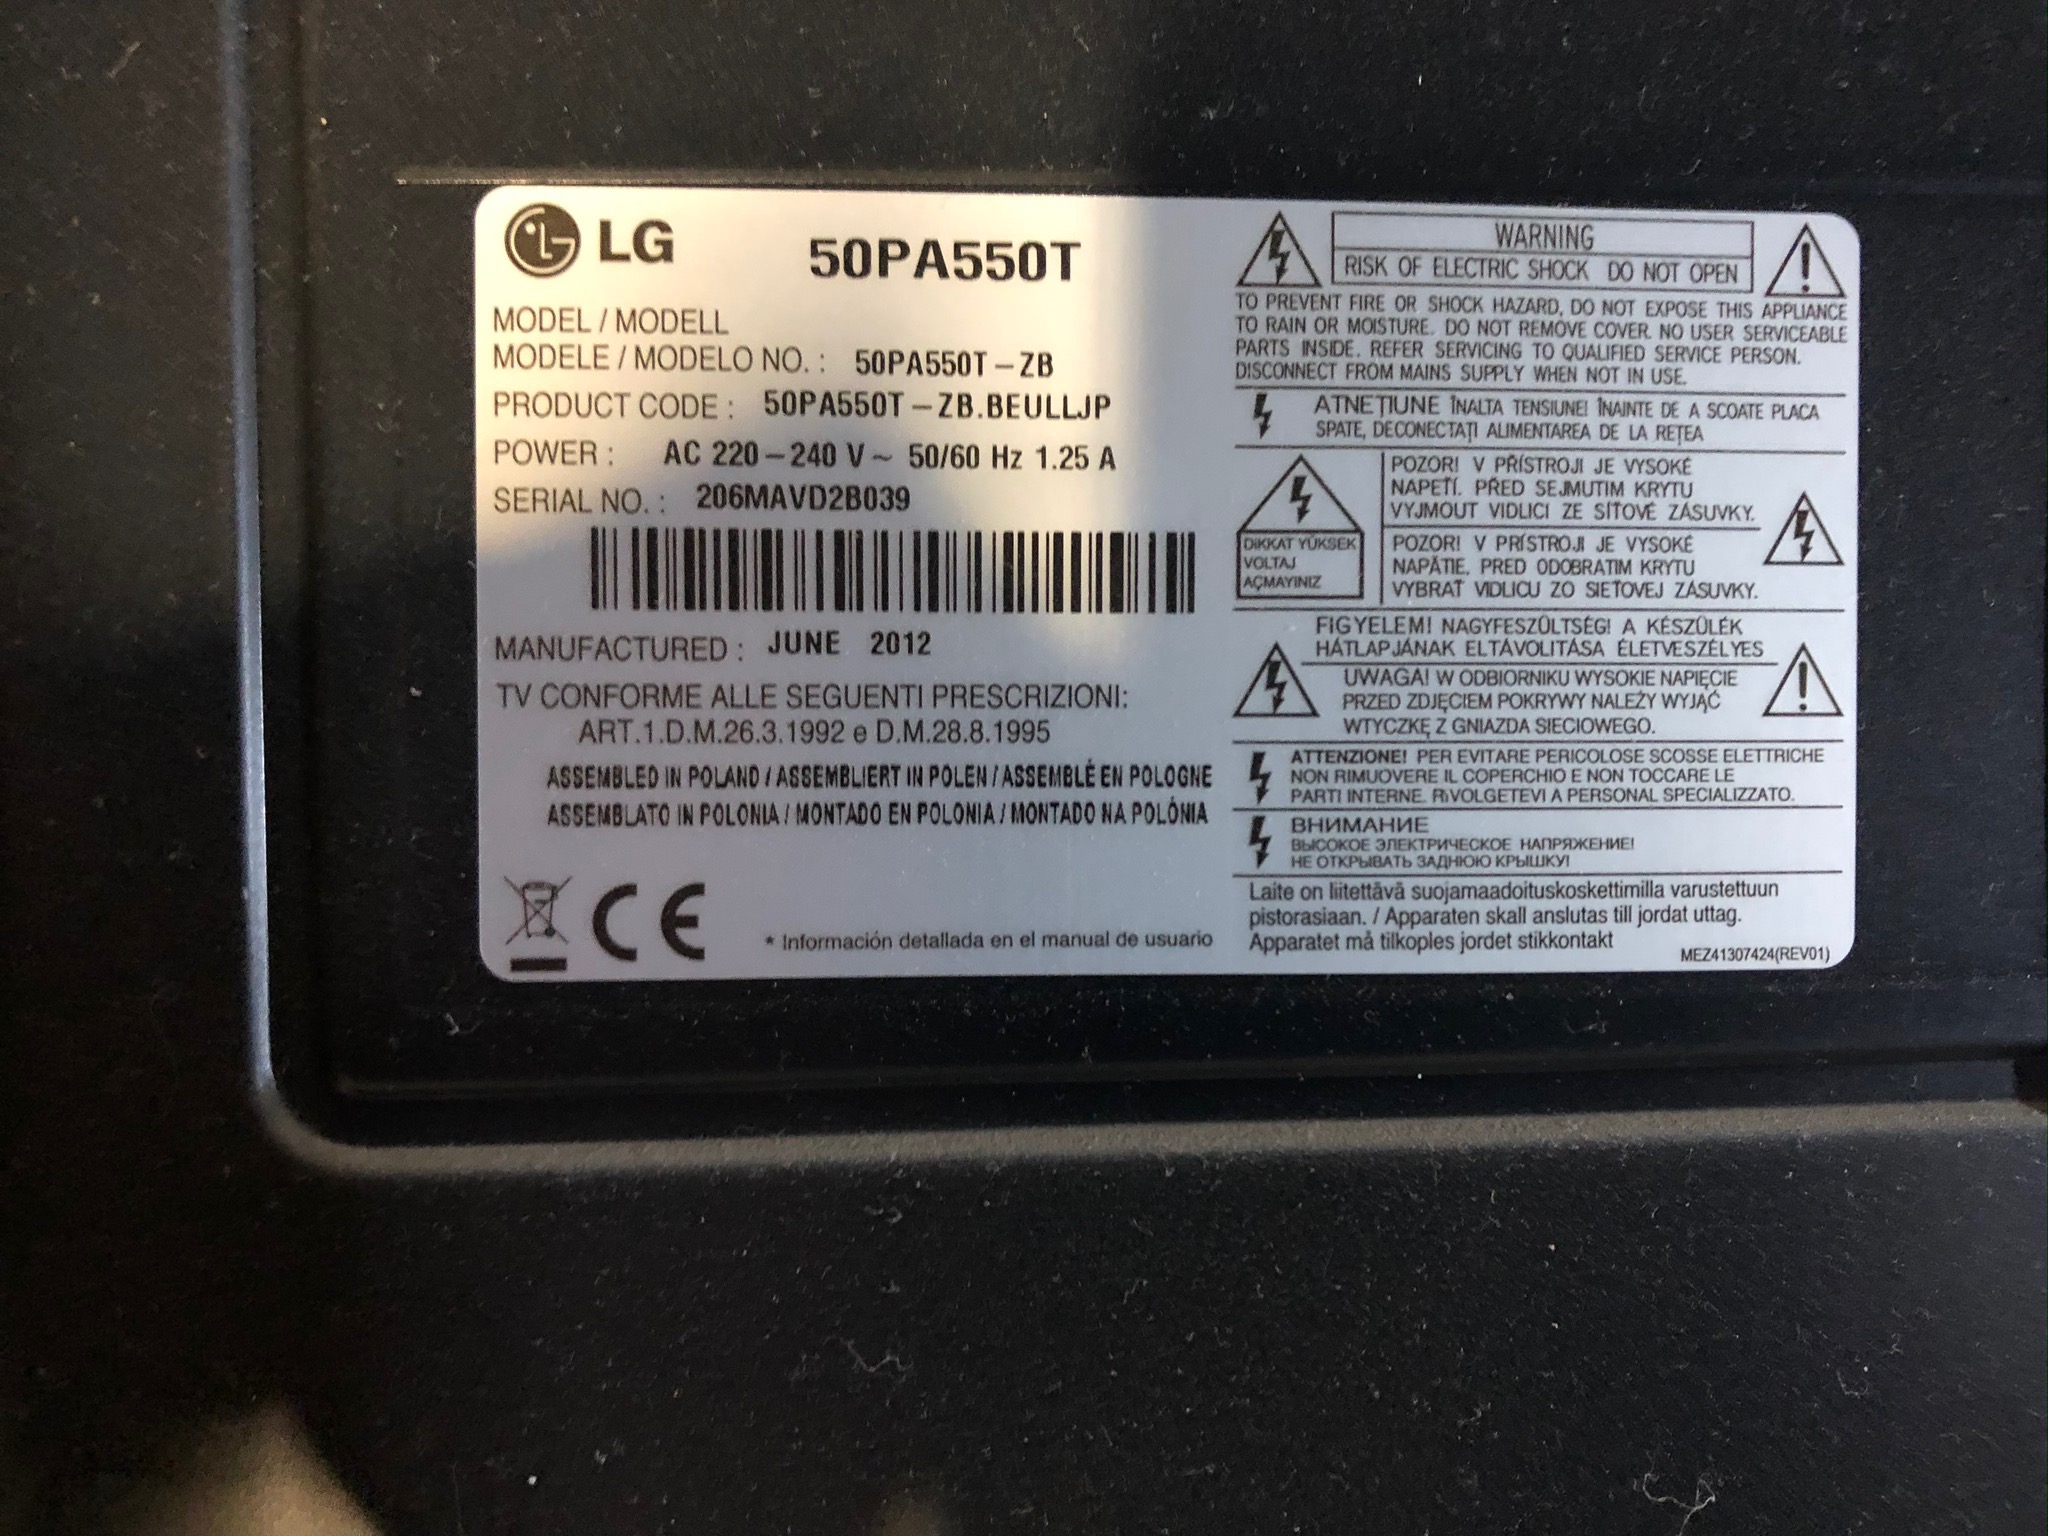 LG 50PA550T
MODEL / MODELL
MODELE / MODELO NO. : 50PA550T-ZB
PRODUCT CODE : 50PA550T-ZB.BEULLJP
POWER : AC 220-240 V~ 50/60 Hz 1.25 A
SERIAL NO. : 206MAVD2B039
MANUFACTURED : JUNE 2012
TV CONFORME ALLE SEGUENTI PRESCRIZIONI:
ART.1.D.M.26.3.1992 e D.M.28.8.1995
ASSEMBLED IN POLAND / ASSEMBLIERT IN POLEN / ASSEMBLÉ EN POLOGNE
ASSEMBLATO IN POLONIA / MONTADO EN POLONIA / MONTADO NA POLÓNIA
CE
* Información detallada en el manual de usuario
WARNING
RISK OF ELECTRIC SHOCK DO NOT OPEN
TO PREVENT FIRE OR SHOCK HAZARD, DO NOT EXPOSE THIS APPLIANCE
TO RAIN OR MOISTURE. DO NOT REMOVE COVER. NO USER SERVICEABLE
PARTS INSIDE. REFER SERVICING TO QUALIFIED SERVICE PERSON.
DISCONNECT FROM MAINS SUPPLY WHEN NOT IN USE.
ATNEŢIUNE ÎNALTA TENSIUNE! ÎNAINTE DE A SCOATE PLACA
SPATE, DECONECTAŢI ALIMENTAREA DE LA REŢEA
DİKKAT YÜKSEK
VOLTAJ
AÇMAYINIZ
POZOR! V PŘÍSTROJI JE VYSOKÉ
NAPETÍ. PŘED SEJMUTIM KRYTU
VYJMOUT VIDLICI ZE SÍŤOVÉ ZÁSUVKY.
POZOR! V PRÍSTROJI JE VYSOKÉ
NAPÄTIE, PRED ODOBRATIM KRYTU
VYBRAŤ VIDLICU ZO SIEŤOVEJ ZÁSUVKY.
FIGYELEM! NAGYFESZÜLTSÉG! A KÉSZÜLÉK
HÁTLAPJÁNAK ELTÁVOLITÁSA ÉLETVESZÉLYES
UWAGA! W ODBIORNIKU WYSOKIE NAPIĘCIE
PRZED ZDJĘCIEM POKRYWY NALEŻY WYJĄĆ
WTYCZKĘ Z GNIAZDA SIECIOWEGO.
ATTENZIONE! PER EVITARE PERICOLOSE SCOSSE ELETTRICHE
NON RIMUOVERE IL COPERCHIO E NON TOCCARE LE
PARTI INTERNE. RIVOLGETEVI A PERSONAL SPECIALIZZATO.
ВНИМАНИЕ
ВЫСОКОЕ ЭЛЕКТРИЧЕСКОЕ НАПРЯЖЕНИЕ!
НЕ ОТКРЫВАТЬ ЗАДНЮЮ КРЫШКУ!
Laite on liitettävä suojamaadoituskoskettimilla varustettuun
pistorasiaan. / Apparaten skall anslutas till jordat uttag.
Apparatet må tilkoples jordet stikkontakt
MEZ41307424(REV01)